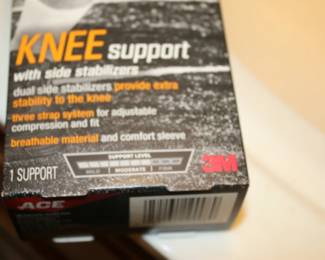 KNEE support
with side stabilizers
dual side stabilizers provide extra
stability to the knee
three strap system for adjustable
compression and fit
breathable material and comfort sleeve
SUPPORT LEVEL
MILD MODERATE FIRM
3M
1 SUPPORT
ACE